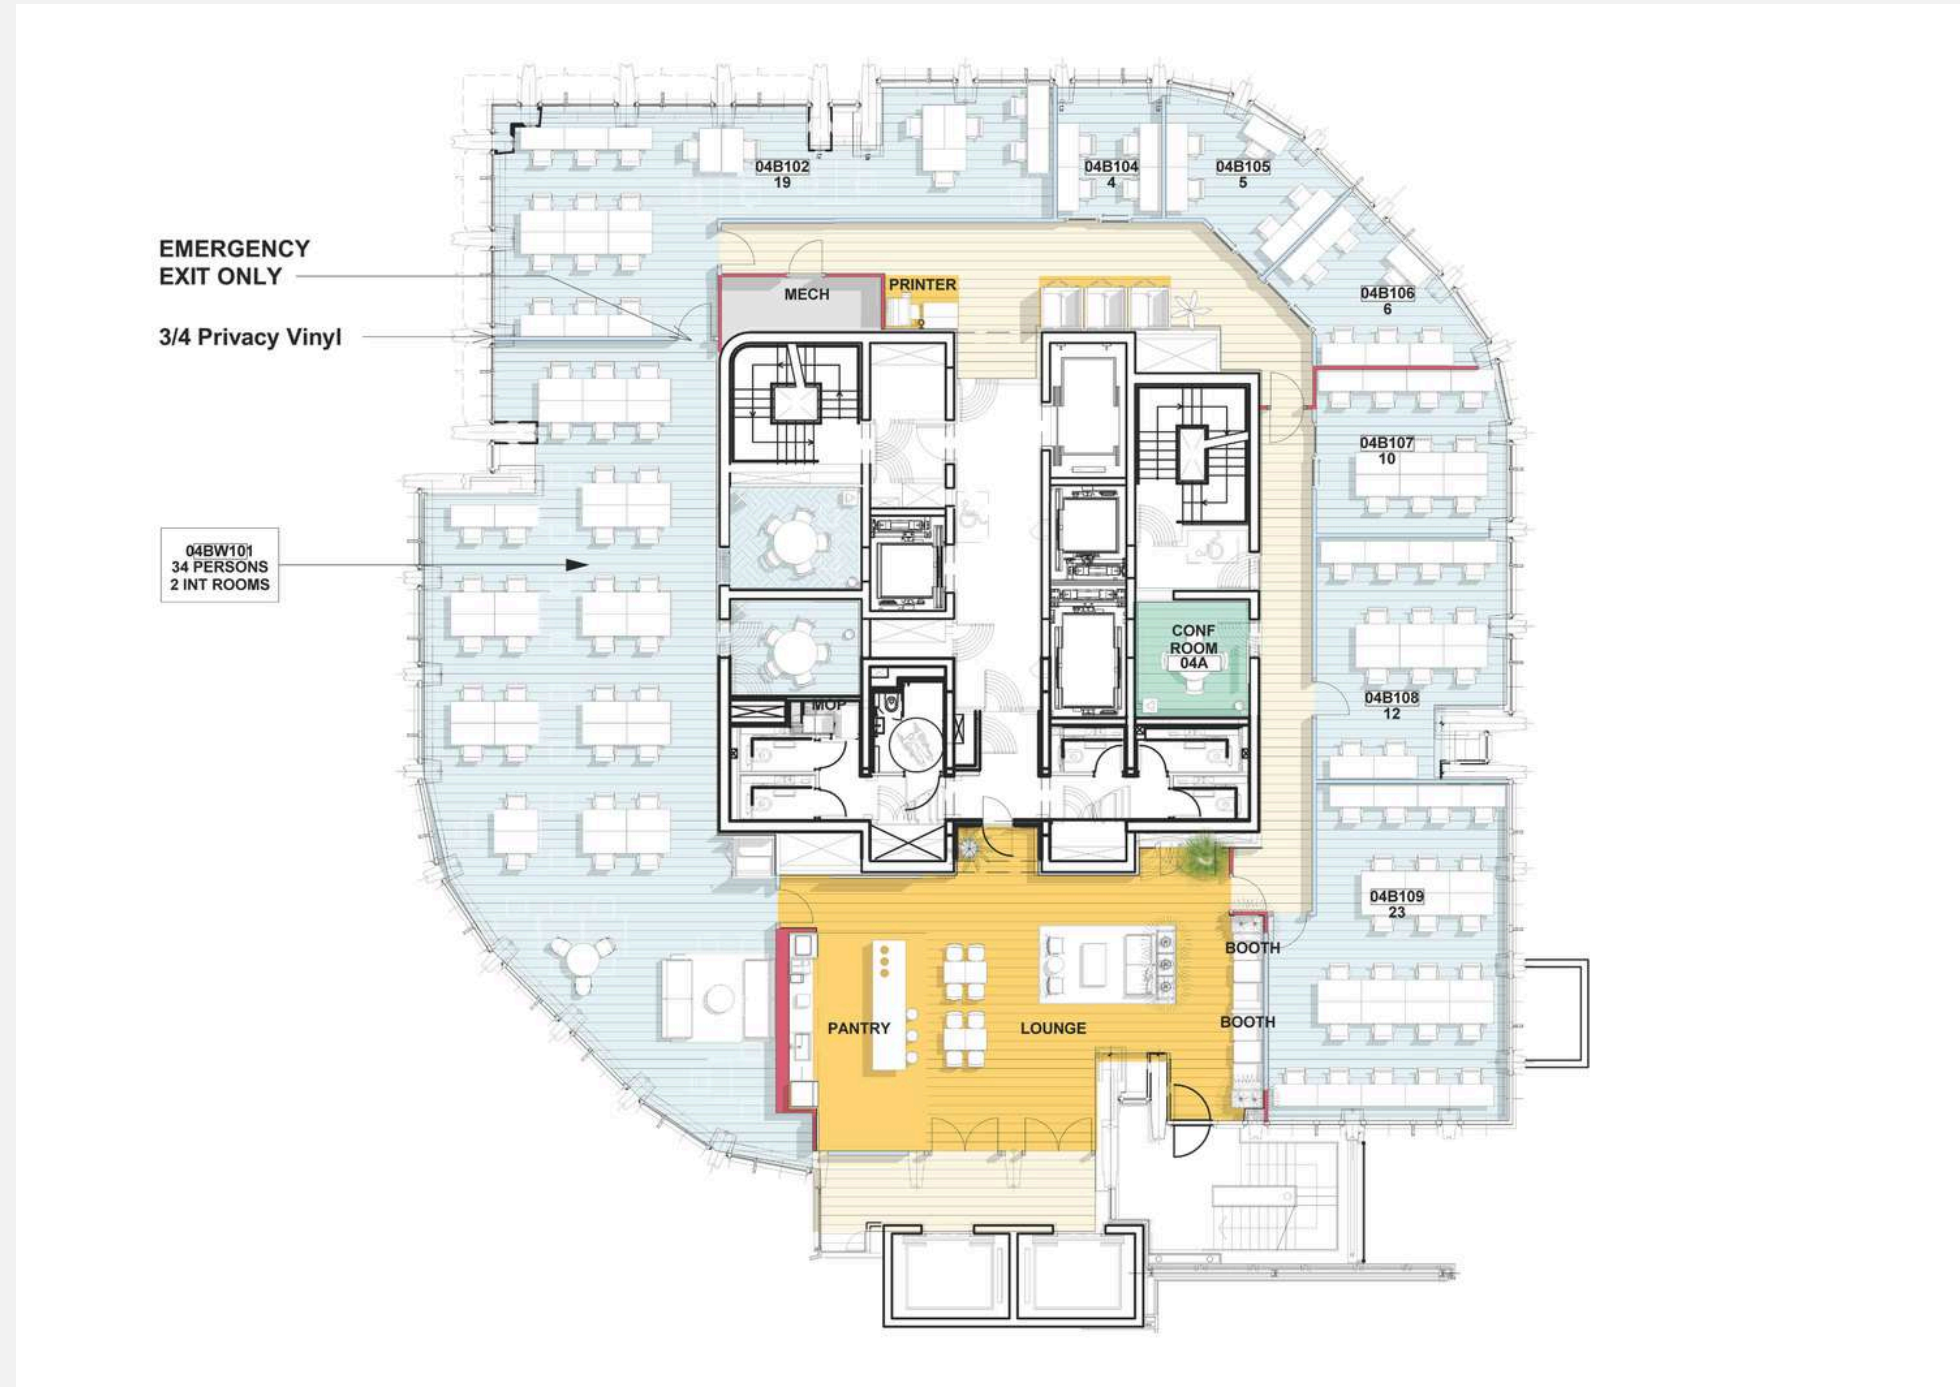 04B102
19
04B104
4
04B105
5
EMERGENCY
EXIT ONLY
MECH
PRINTER
04B106
6
3/4 Privacy Vinyl
04B107
10
04BW101
34 PERSONS
2 INT ROOMS
CONF
ROOM
04A
04B108
12
MOP
04B109
23
BOOTH
BOOTH
PANTRY
LOUNGE